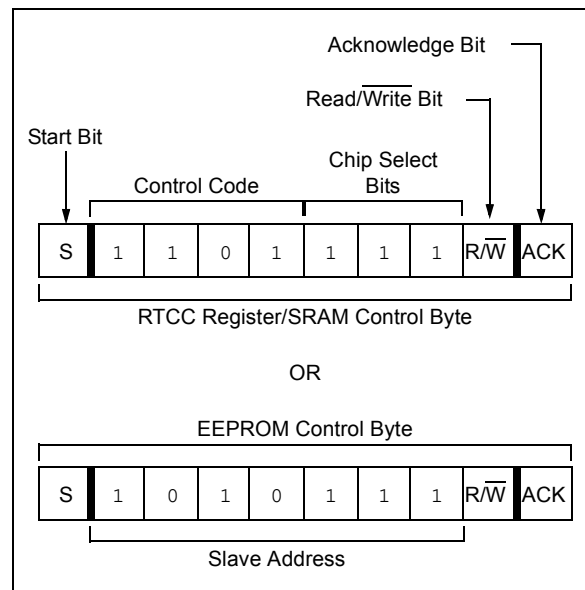 Acknowledge Bit
Read/Write Bit
Start Bit
Chip Select
Bits
Control Code
S 1 1 0 1 1 1 1 R/W ACK
RTCC Register/SRAM Control Byte
OR
EEPROM Control Byte
S 1 0 1 0 1 1 1 R/W ACK
Slave Address